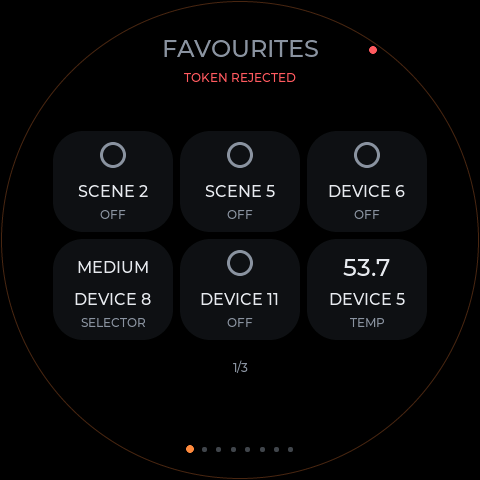 FAVOURITES
TOKEN REJECTED
SCENE 2
OFF
SCENE 5
OFF
DEVICE 6
OFF
MEDIUM
DEVICE 8
SELECTOR
DEVICE 11
OFF
53.7
DEVICE 5
TEMP
1/3